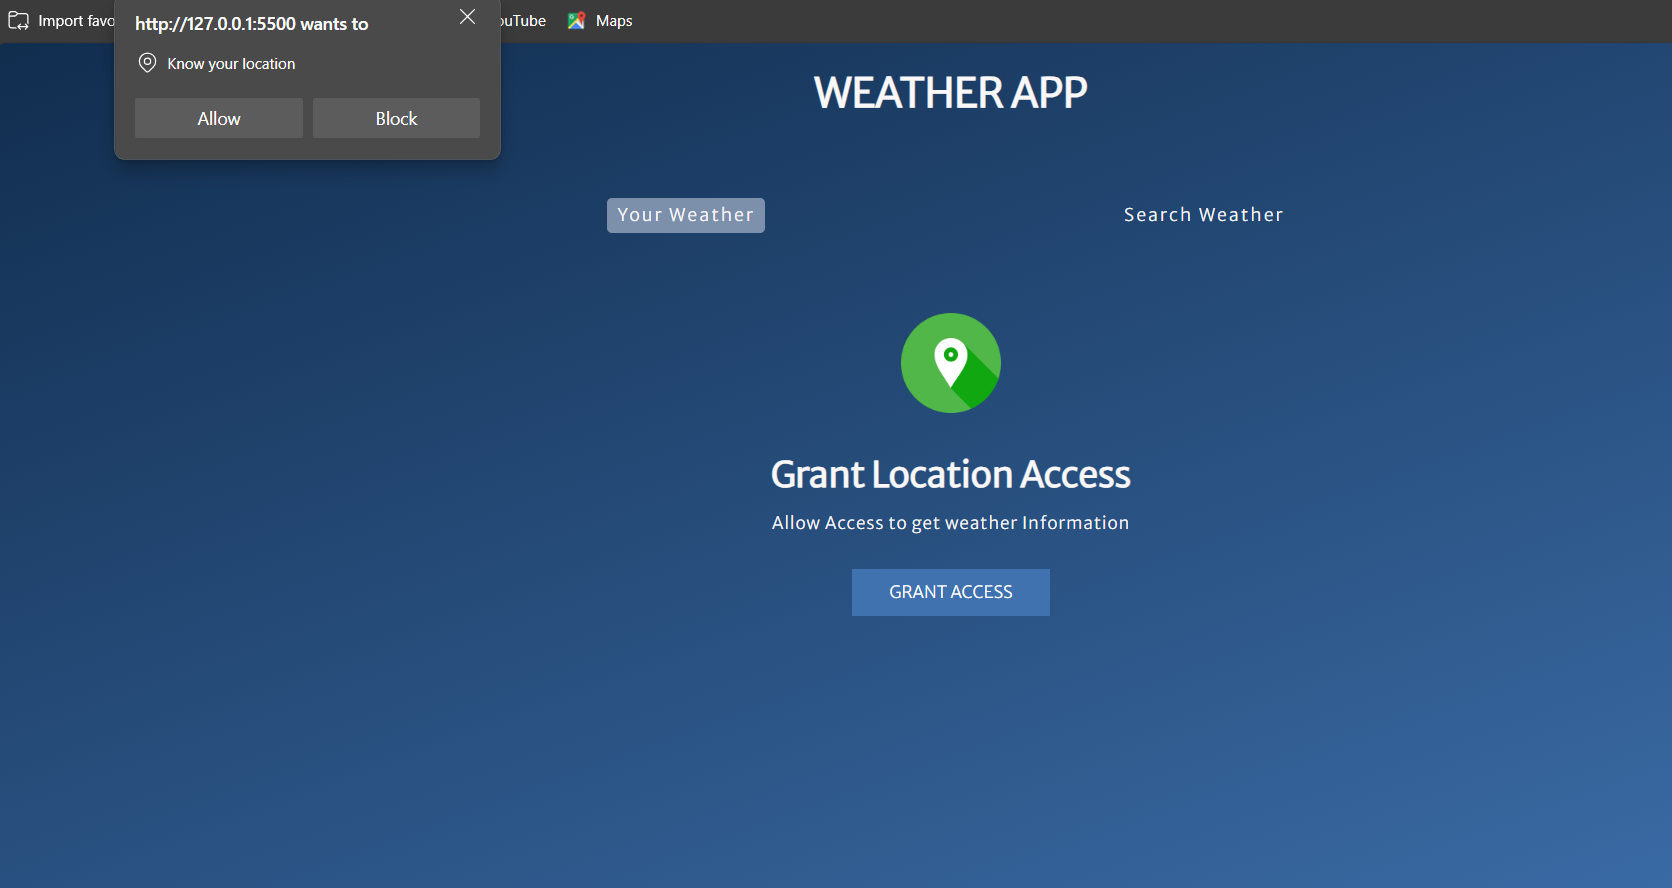 Import favo
http://127.0.0.1:5500 wants to
Know your location
Allow
Block
ouTube
Maps
WEATHER APP
Your Weather
Search Weather
Grant Location Access
Allow Access to get weather Information
GRANT ACCESS